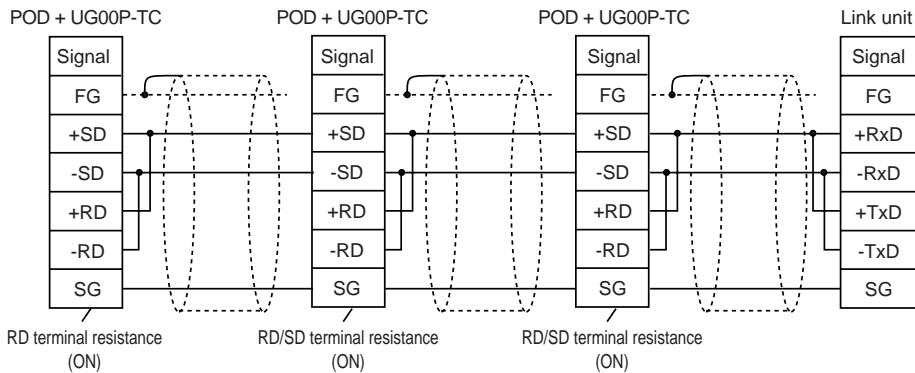 POD + UG00P-TC POD + UG00P-TC POD + UG00P-TC Link unit
Signal Signal Signal Signal
FG FG FG FG
+SD +SD +SD +RxD
-SD -SD -SD -RxD
+RD +RD +RD +TxD
-RD -RD -RD -TxD
SG SG SG SG
RD terminal resistance RD/SD terminal resistance RD/SD terminal resistance
(ON) (ON) (ON)